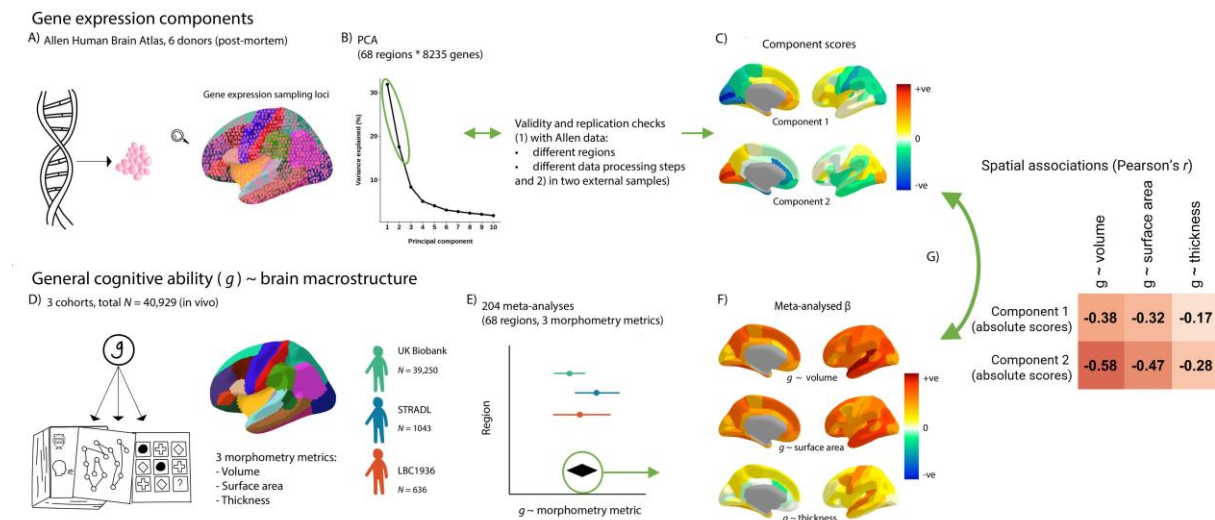 Gene expression components
A) Allen Human Brain Atlas, 6 donors (post-mortem)
Gene expression sampling loci
B) PCA
(68 regions * 8235 genes)
Variance explained (%)
30
20
10
1 2 3 4 5 6 7 8 9 10
Principal component
Validity and replication checks
(1) with Allen data:
• different regions
• different data processing steps
and 2) in two external samples)
C) Component scores
Component 1
Component 2
+ve
0
-ve
General cognitive ability (g) ~ brain macrostructure
D) 3 cohorts, total N = 40,929 (in vivo)
g
?
3 morphometry metrics:
- Volume
- Surface area
- Thickness
UK Biobank
N = 39,250
STRADL
N = 1043
LBC1936
N = 636
E)
204 meta-analyses
(68 regions, 3 morphometry metrics)
Region
g ~ morphometry metric
F) Meta-analysed β
g ~ volume
g ~ surface area
g ~ thickness
+ve
0
-ve
Spatial associations (Pearson's r)
G)
g ~ volume
g ~ surface area
g ~ thickness
Component 1
(absolute scores)
-0.38 -0.32 -0.17
Component 2
(absolute scores)
-0.58 -0.47 -0.28